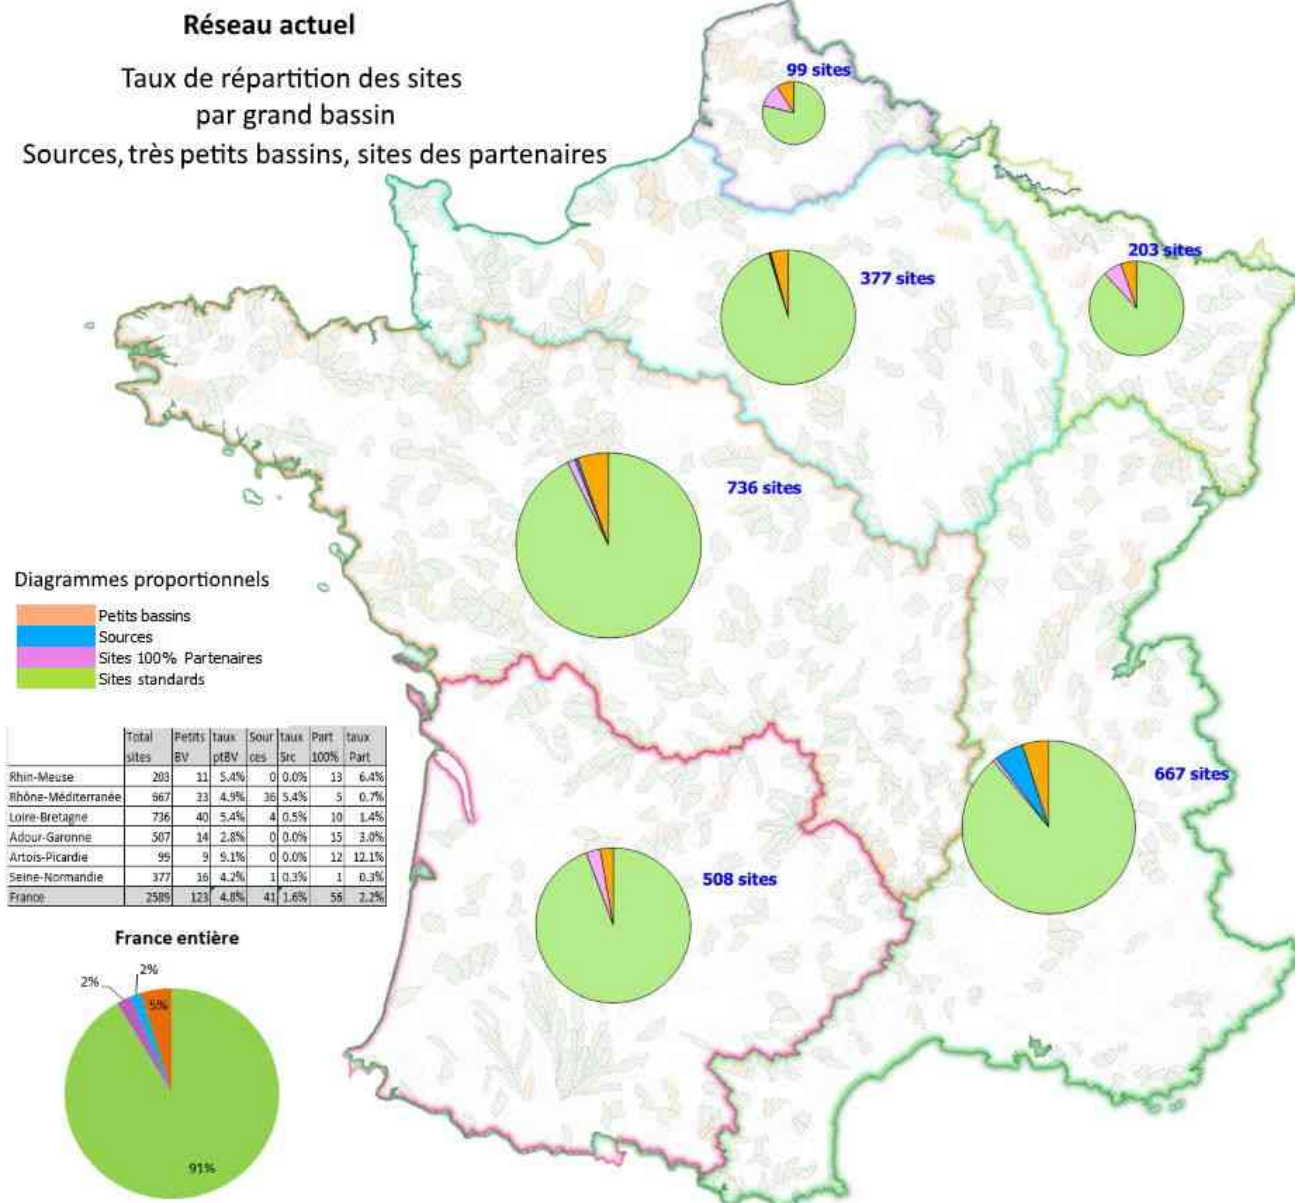 Réseau actuel
Taux de répartition des sites
par grand bassin
Sources, très petits bassins, sites des partenaires
99 sites
203 sites
377 sites
736 sites
667 sites
508 sites
Diagrammes proportionnels
Petits bassins
Sources
Sites 100% Partenaires
Sites standards
Total sites Petits BV taux ptBV Sour ces taux Src Part 100% taux Part
Rhin-Meuse 203 11 5.4% 0 0.0% 13 6.4%
Rhône-Méditerranée 667 33 4.9% 36 5.4% 5 0.7%
Loire-Bretagne 736 40 5.4% 4 0.5% 10 1.4%
Adour-Garonne 507 14 2.8% 0 0.0% 15 3.0%
Artois-Picardie 99 9 9.1% 0 0.0% 12 12.1%
Seine-Normandie 377 16 4.2% 1 0.3% 1 0.3%
France 2589 123 4.8% 41 1.6% 56 2.2%
France entière
2%
2%
5%
91%